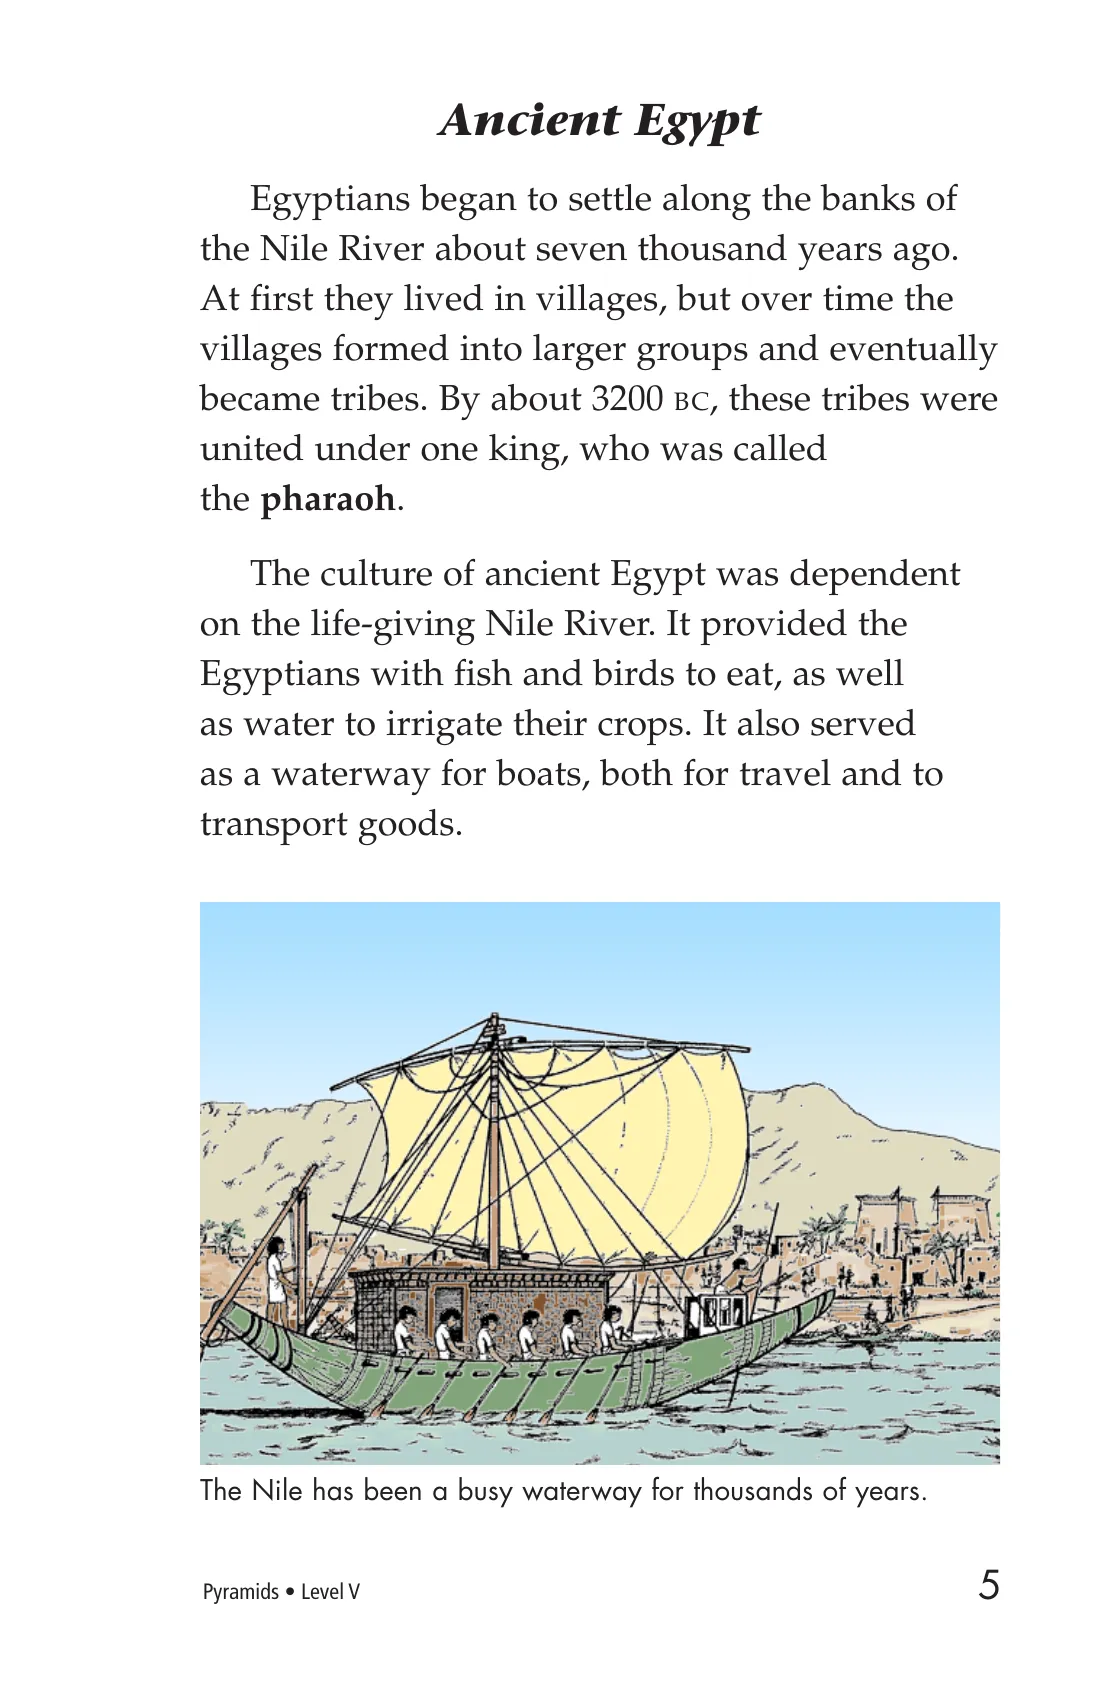 Ancient Egypt
Egyptians began to settle along the banks of
the Nile River about seven thousand years ago.
At first they lived in villages, but over time the
villages formed into larger groups and eventually
became tribes. By about 3200 BC, these tribes were
united under one king, who was called
the pharaoh.
The culture of ancient Egypt was dependent
on the life-giving Nile River. It provided the
Egyptians with fish and birds to eat, as well
as water to irrigate their crops. It also served
as a waterway for boats, both for travel and to
transport goods.
The Nile has been a busy waterway for thousands of years.
Pyramids • Level V
5